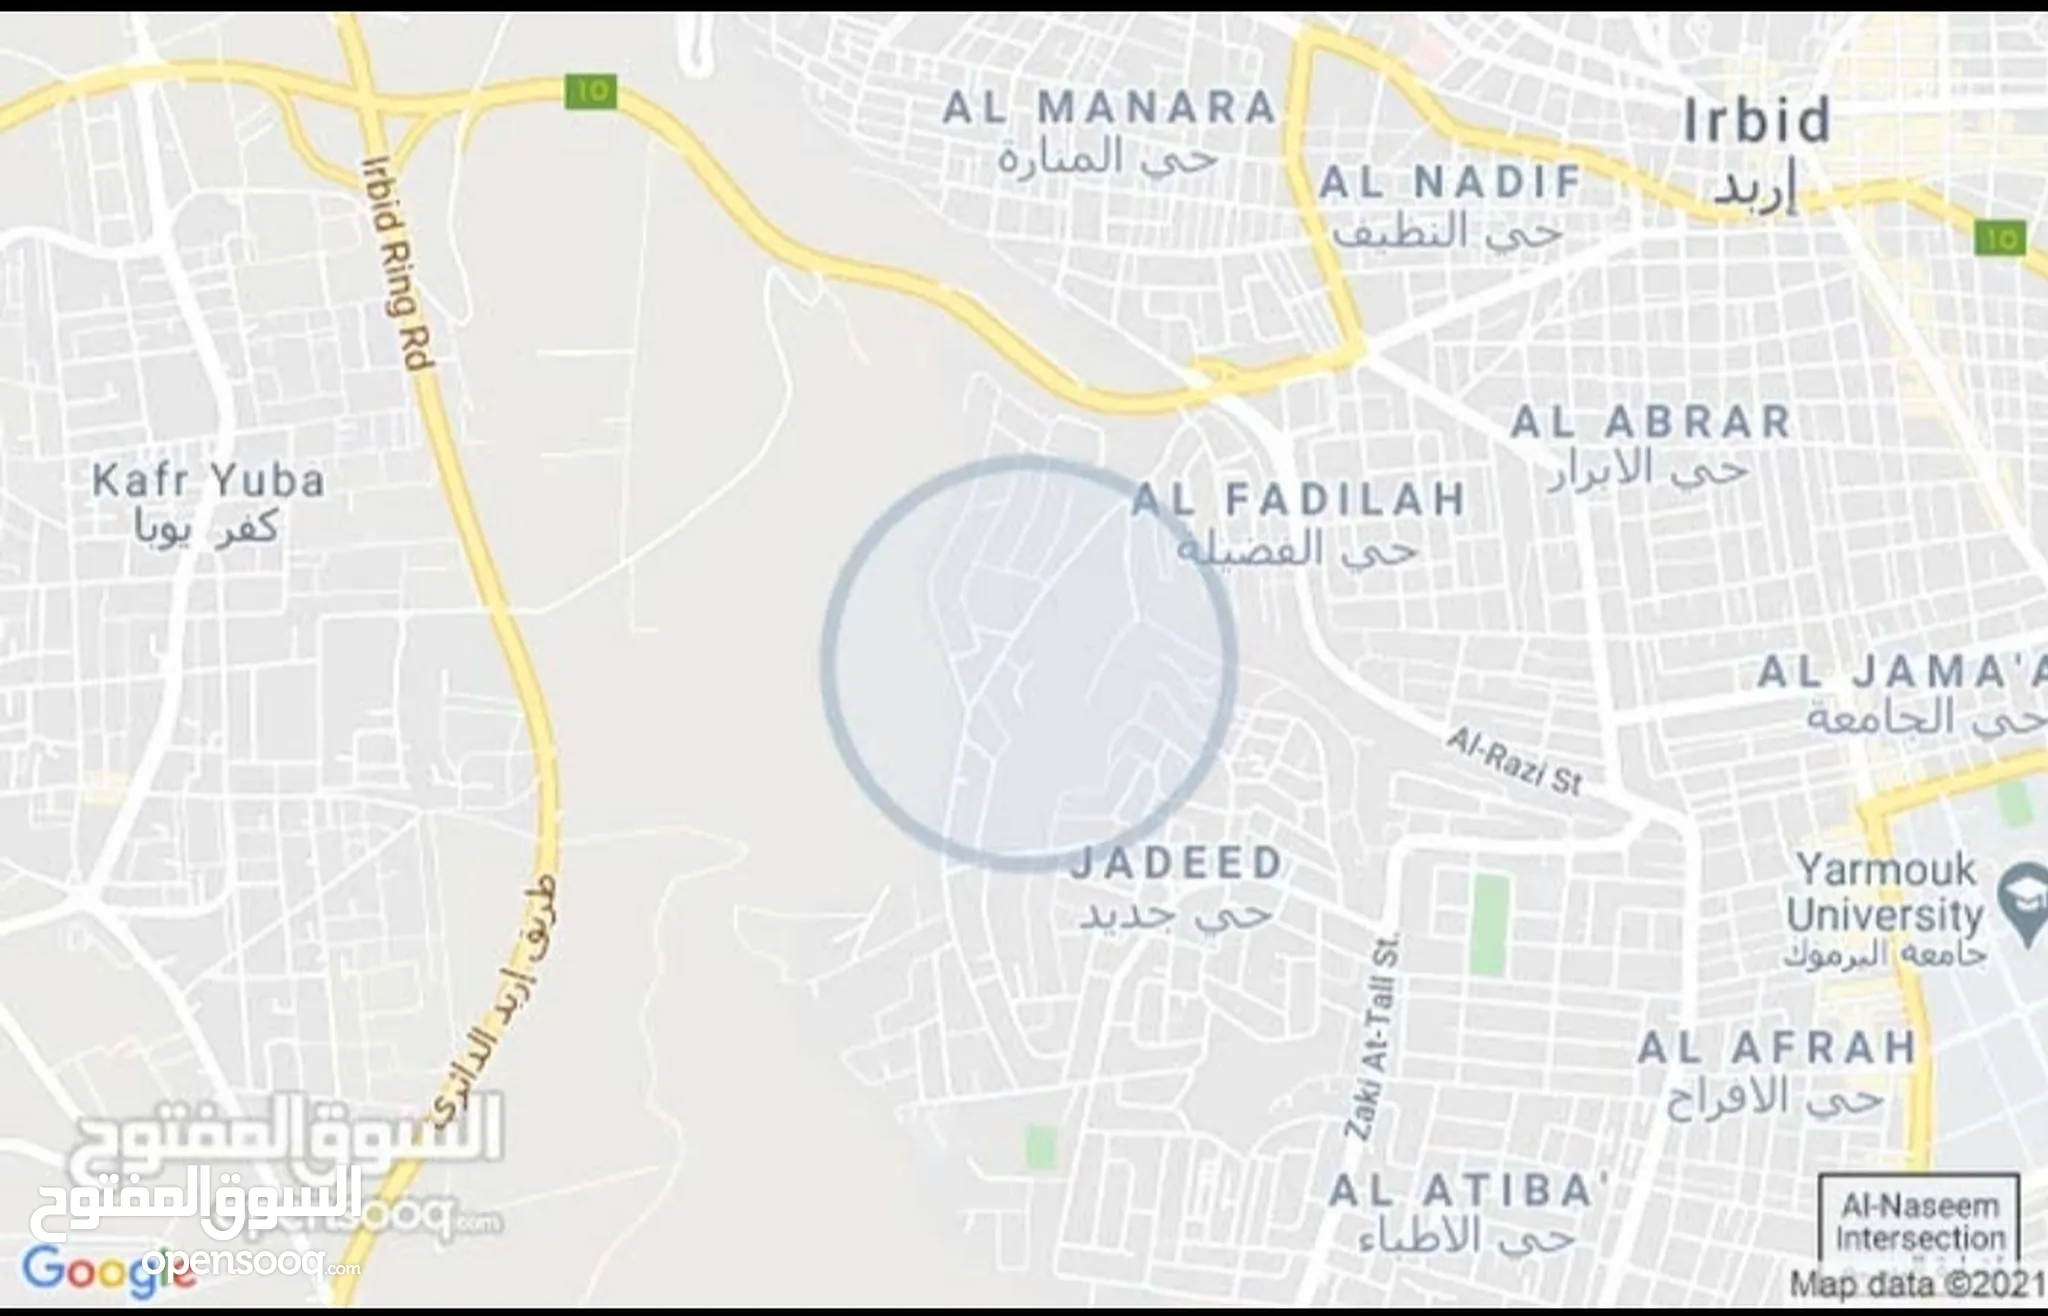 10
AL MANARA
حي المنارة
Irbid
إربد
AL NADIF
حي النظيف
10
Irbid Ring Rd
AL ABRAR
حي الابرار
Kafr Yuba
كفر يوبا
AL FADILAH
حي الفضيلة
AL JAMA'A
حي الجامعة
Al-Razi St
JADEED
حي جديد
Yarmouk
University
جامعة اليرموك
طريق إربد الدائري
Zaki At-Tall St.
AL AFRAH
حي الافراح
AL ATIBA'
حي الاطباء
Al-Naseem
Intersection
السوق المفتوح
opensooq.com
السوق المفتوح
opensooq.com
Google
Map data ©2021